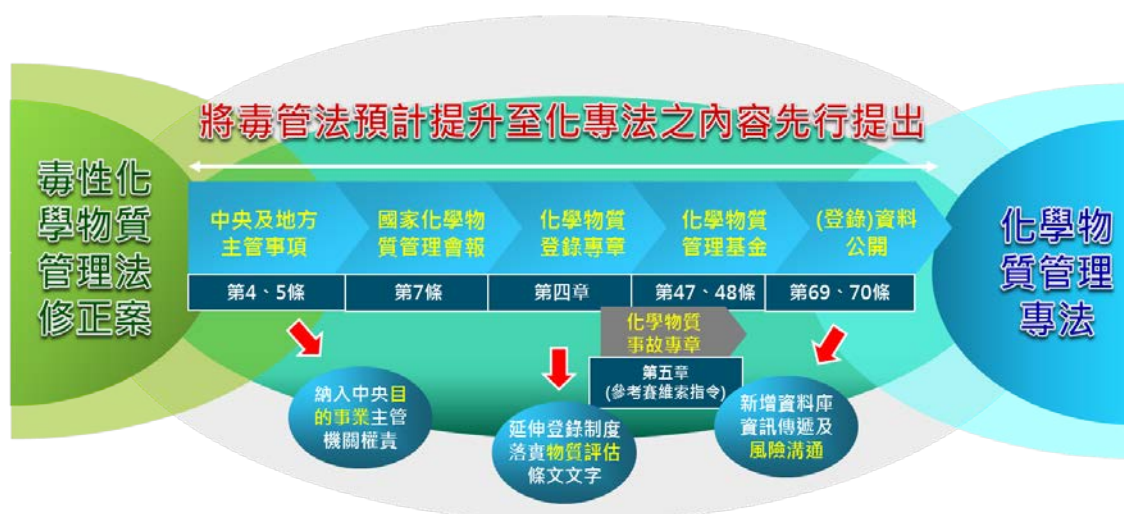 將毒管法預計提升至化專法之內容先行提出
毒性化
學物質
管理法
修正案
中央及地方
主管事項
第4、5條
國家化學物
質管理會報
第7條
化學物質
登錄專章
第四章
化學物質
管理基金
第47、48條
(登錄)資料
公開
第69、70條
化學物質
事故專章
第五章
(參考賽維索指令)
納入中央目
的事業主管
機關權責
延伸登錄制度
落實物質評估
條文文字
新增資料庫
資訊傳遞及
風險溝通
化學物
質管理
專法